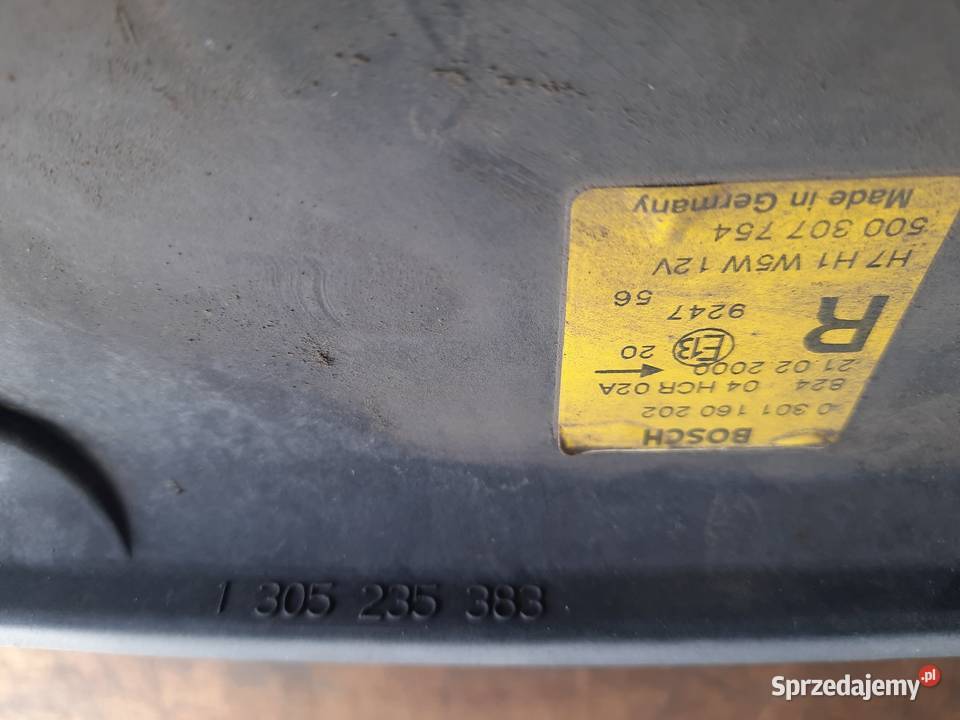 BOSCH
0 301 160 202
824 04 HCR 02A
21 02 2000
R
E13
20
9247 56
H7 H1 W5W 12V
500 307 754
Made in Germany
1 305 235 383
Sprzedajemy.pl